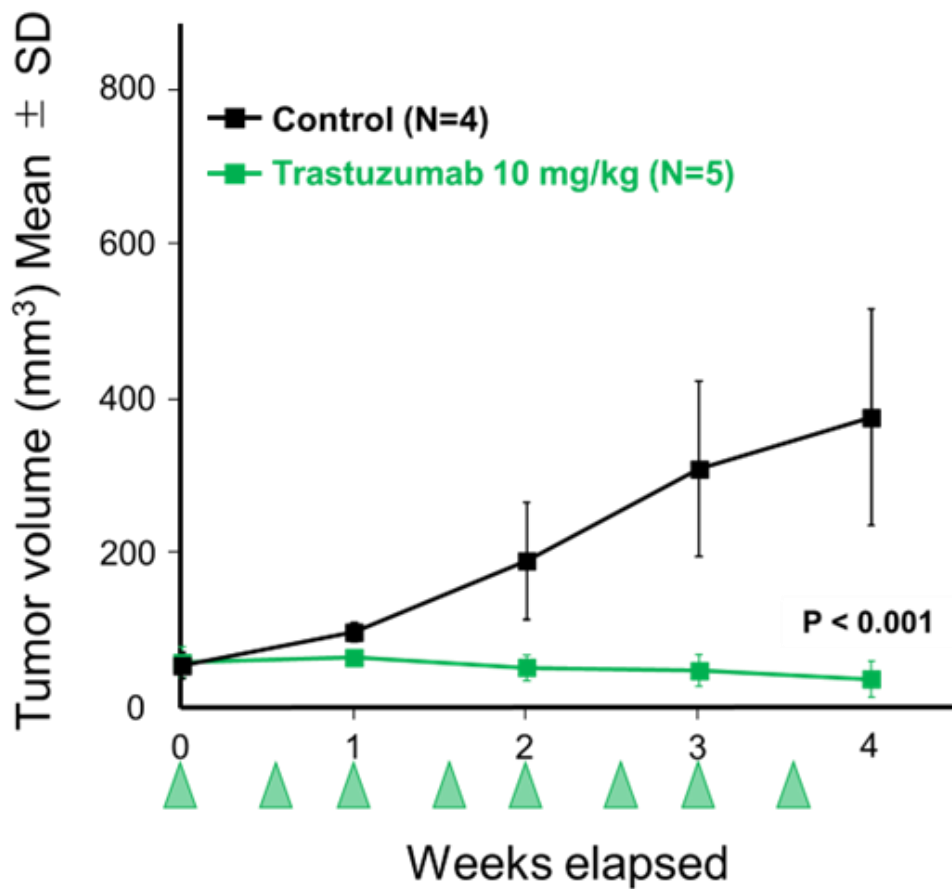 Tumor volume (mm³) Mean ± SD
800
600
400
200
0
Control (N=4)
Trastuzumab 10 mg/kg (N=5)
P < 0.001
0 1 2 3 4
Weeks elapsed